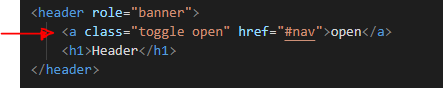 <header role="banner">
<a class="toggle open" href="#nav">open</a>
<h1>Header</h1>
</header>